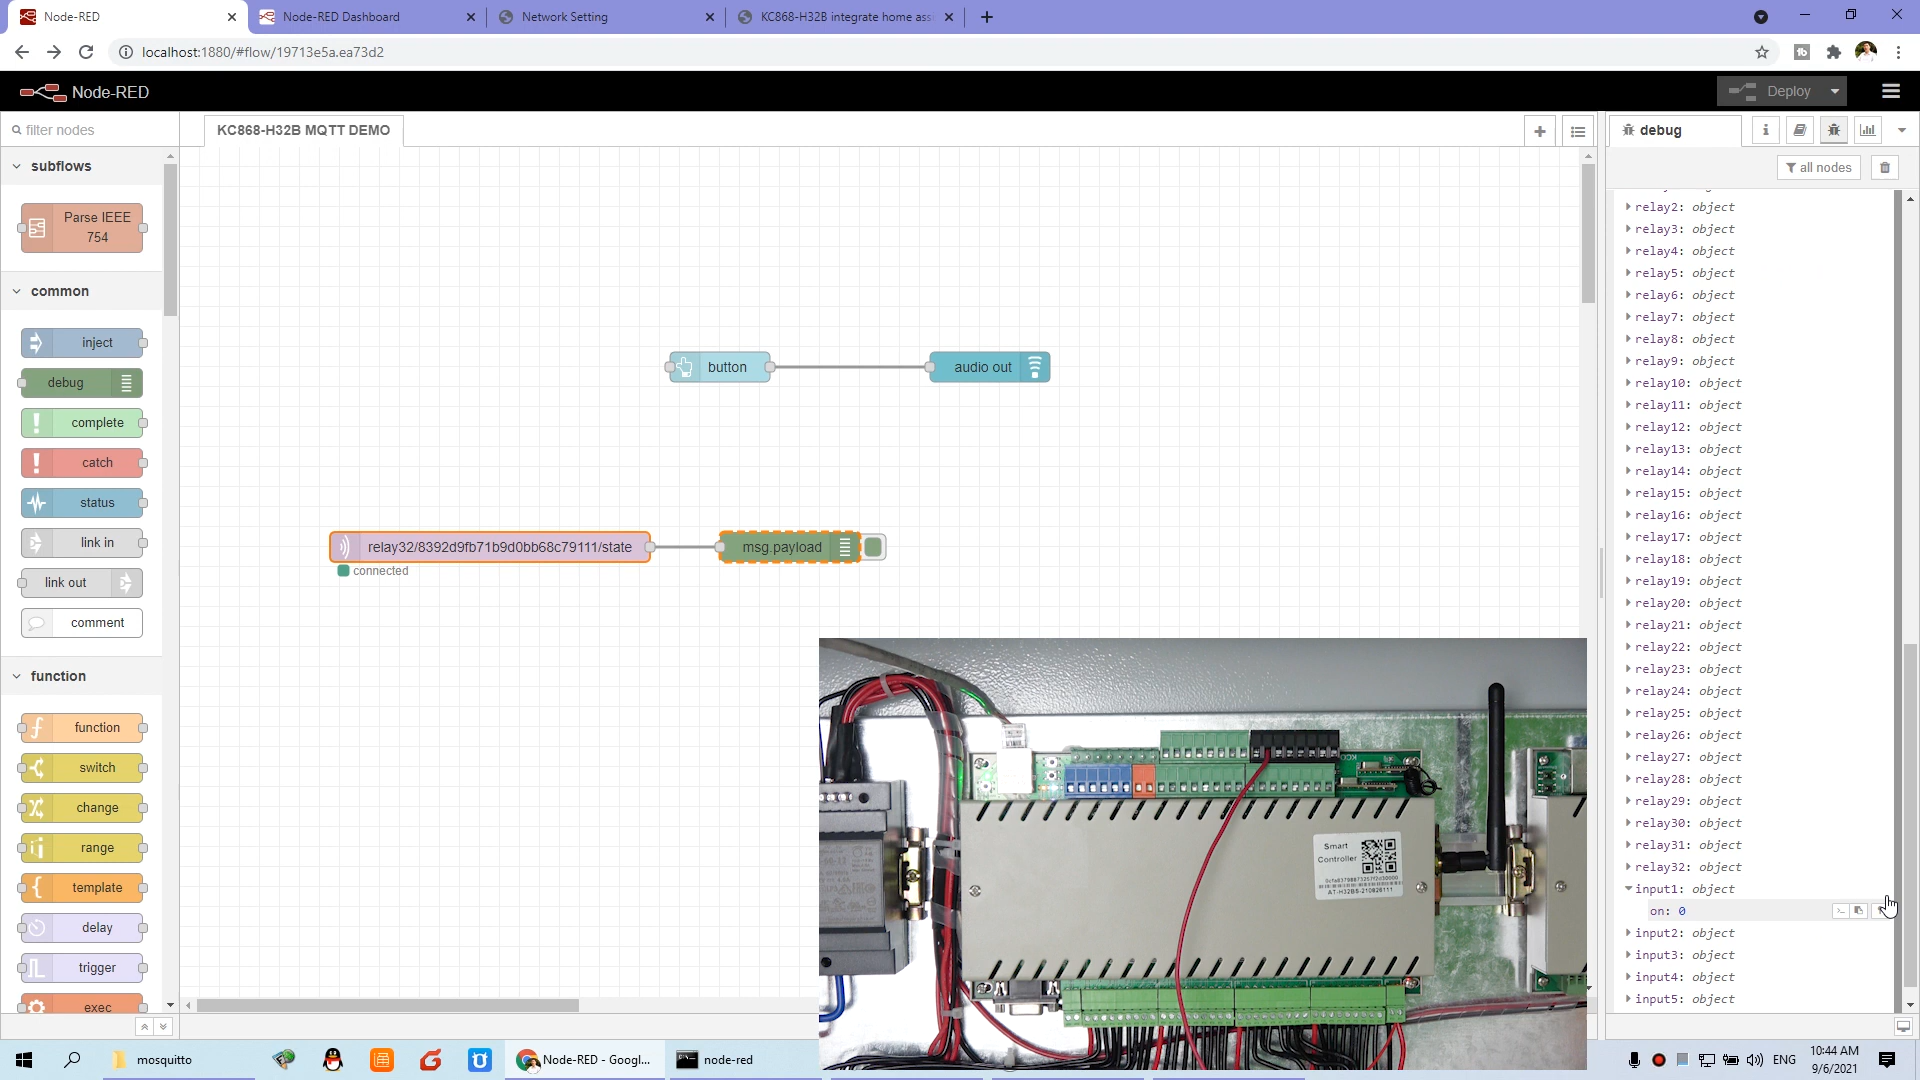 Node-RED
Node-RED Dashboard
Network Setting
KC868-H32B integrate home assi
localhost:1880/#flow/19713e5a.ea73d2
Node-RED
Deploy
filter nodes
KC868-H32B MQTT DEMO
debug
all nodes
subflows
Parse IEEE
754
common
inject
debug
complete
catch
status
link in
link out
comment
function
function
switch
change
range
template
delay
trigger
exec
button
audio out
relay32/8392d9fb71b9d0bb68c79111/state
connected
msg.payload
relay2: object
relay3: object
relay4: object
relay5: object
relay6: object
relay7: object
relay8: object
relay9: object
relay10: object
relay11: object
relay12: object
relay13: object
relay14: object
relay15: object
relay16: object
relay17: object
relay18: object
relay19: object
relay20: object
relay21: object
relay22: object
relay23: object
relay24: object
relay25: object
relay26: object
relay27: object
relay28: object
relay29: object
relay30: object
relay31: object
relay32: object
input1: object
on: 0
input2: object
input3: object
input4: object
input5: object
Smart
Controller
mosquitto
Node-RED - Googl...
node-red
ENG
10:44 AM
9/6/2021